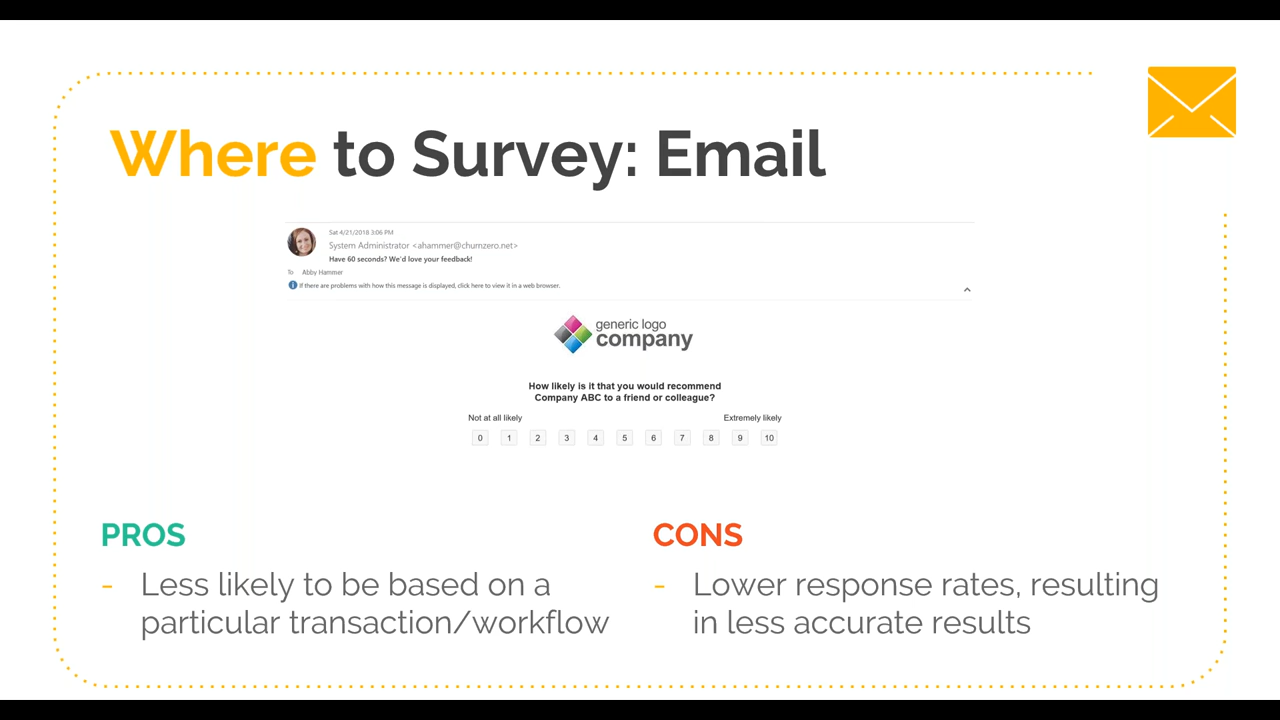 Where to Survey: Email
Sat 4/21/2018 3:06 PM
System Administrator <ahammer@churnzero.net>
Have 60 seconds? We'd love your feedback!
To Abby Hammer
If there are problems with how this message is displayed, click here to view it in a web browser.
generic logo
company
How likely is it that you would recommend
Company ABC to a friend or colleague?
Not at all likely Extremely likely
0 1 2 3 4 5 6 7 8 9 10
PROS
- Less likely to be based on a
particular transaction/workflow
CONS
- Lower response rates, resulting
in less accurate results